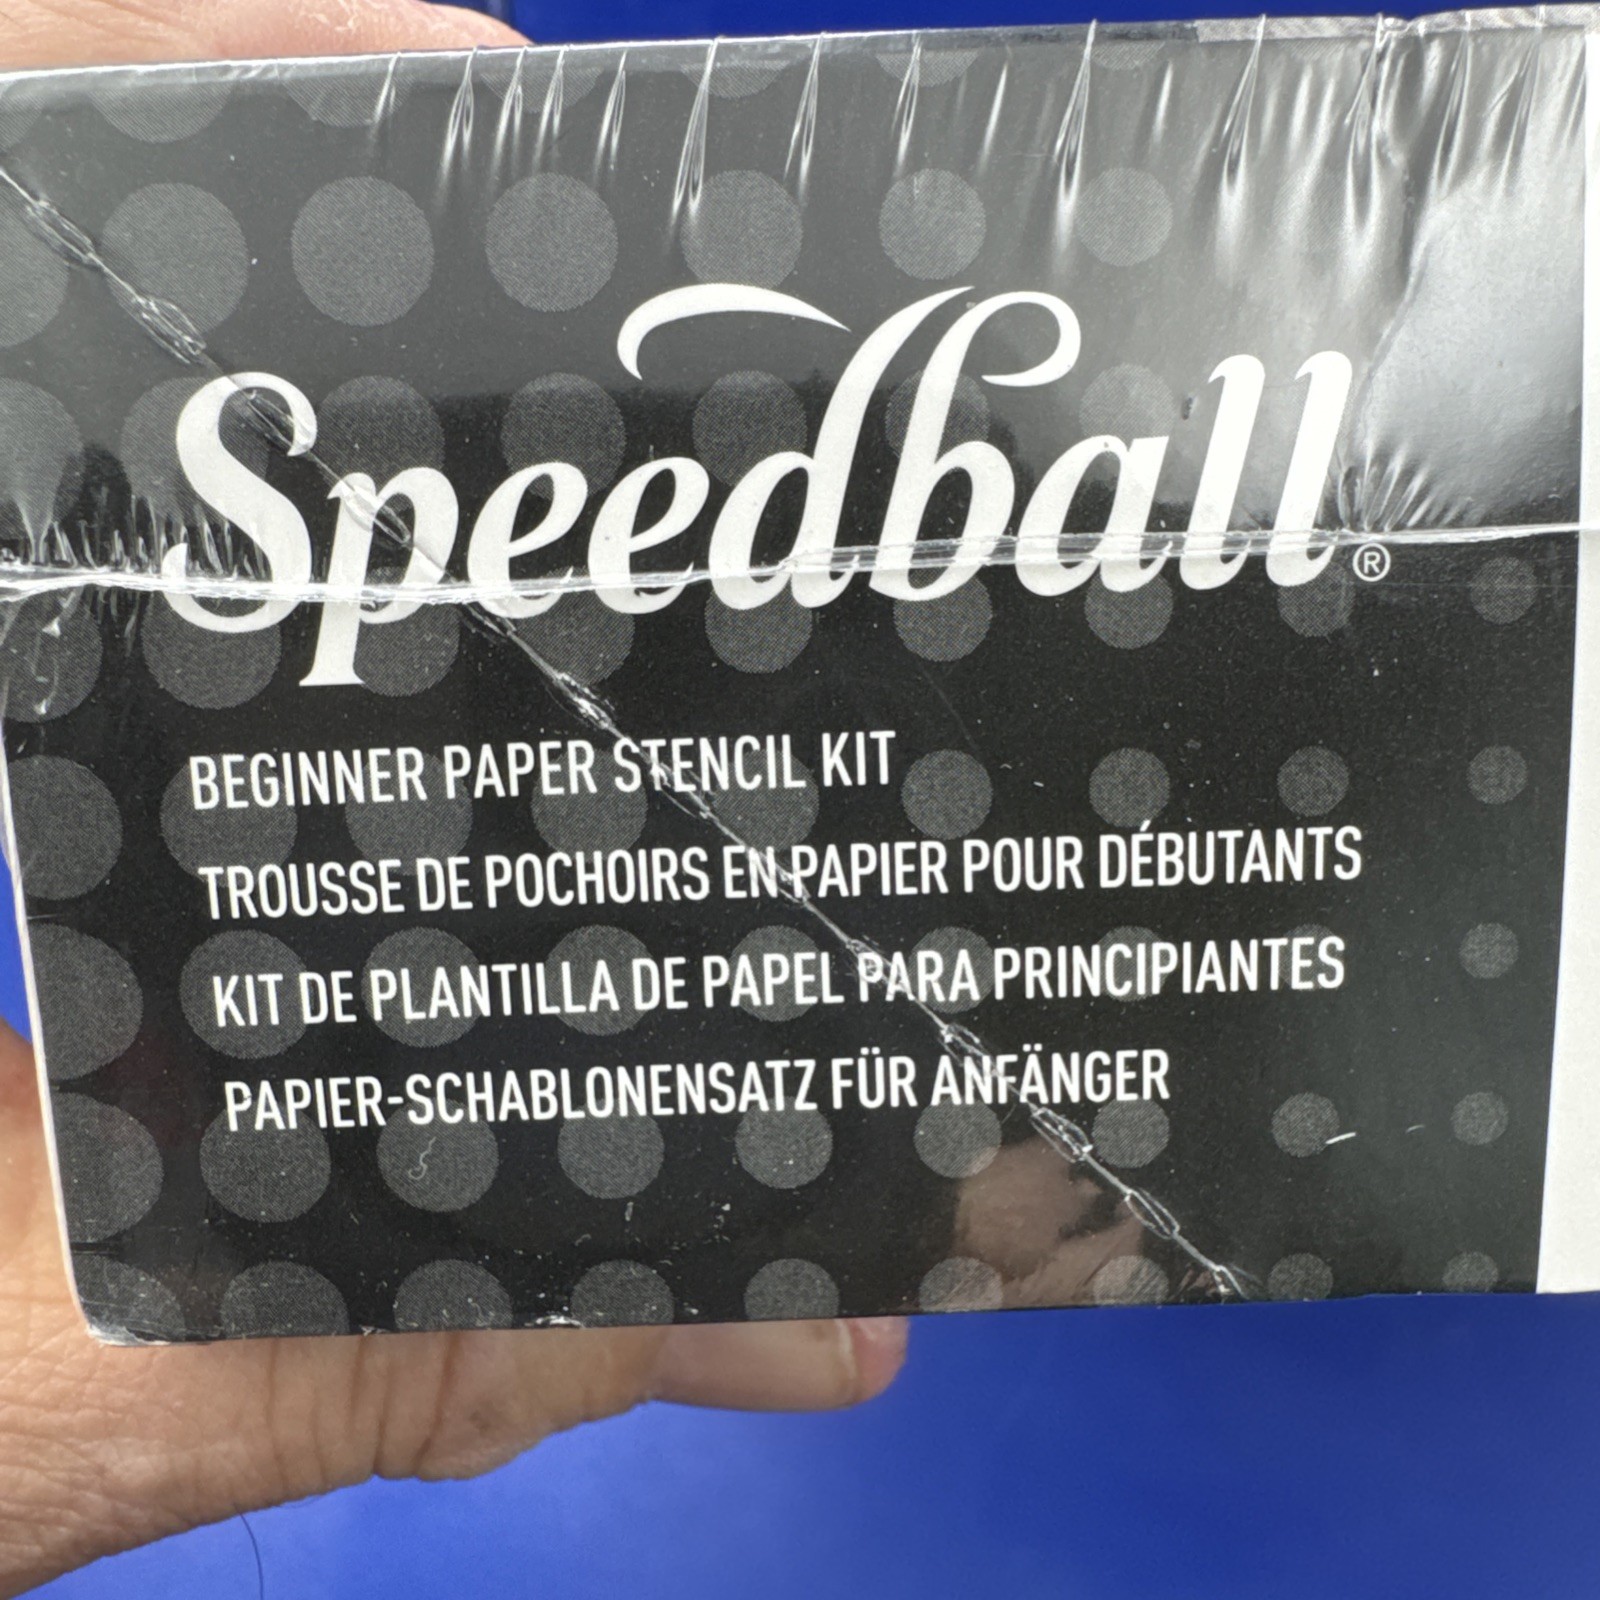 Speedball®
BEGINNER PAPER STENCIL KIT
TROUSSE DE POCHOIRS EN PAPIER POUR DÉBUTANTS
KIT DE PLANTILLA DE PAPEL PARA PRINCIPIANTES
PAPIER-SCHABLONENSATZ FÜR ANFÄNGER